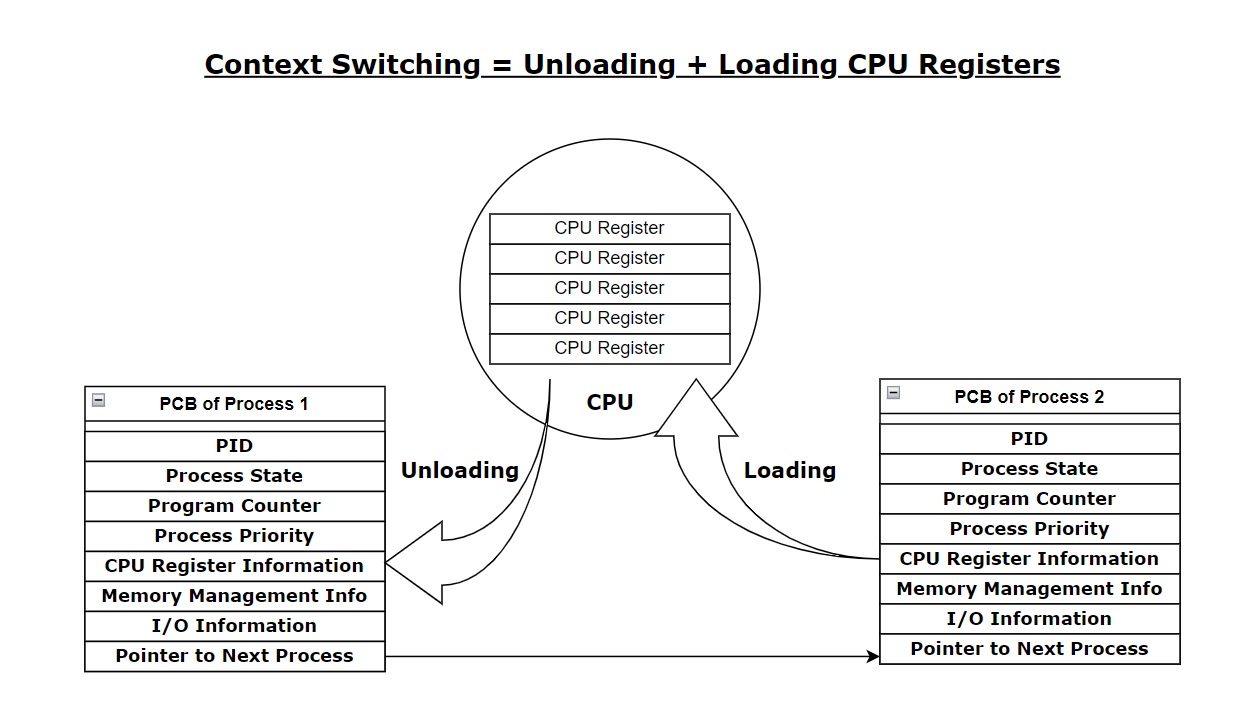 Context Switching = Unloading + Loading CPU Registers
CPU Register
CPU Register
CPU Register
CPU Register
CPU Register
CPU
Unloading
Loading
PCB of Process 1
PID
Process State
Program Counter
Process Priority
CPU Register Information
Memory Management Info
I/O Information
Pointer to Next Process
PCB of Process 2
PID
Process State
Program Counter
Process Priority
CPU Register Information
Memory Management Info
I/O Information
Pointer to Next Process